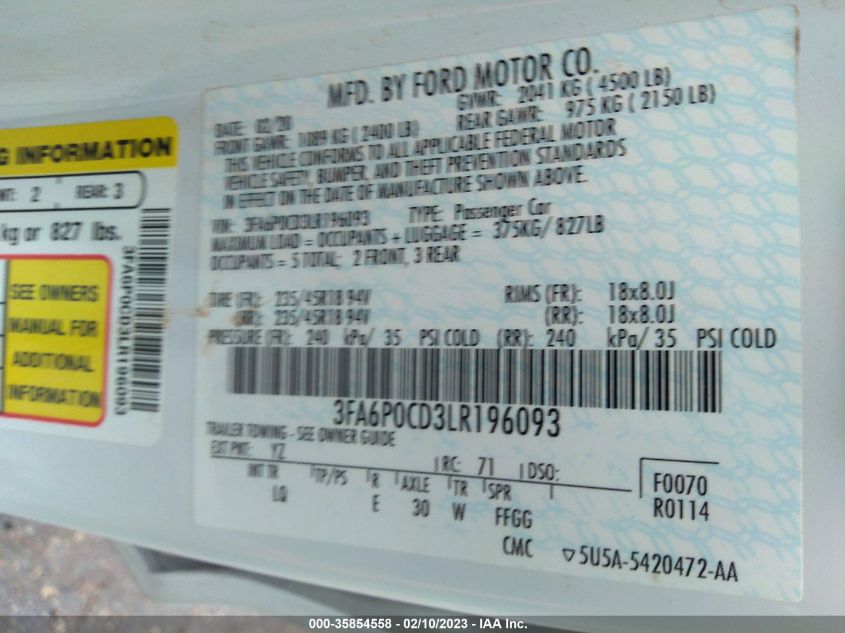 G INFORMATION
NT: 2 REAR: 3
kg or 827 lbs.
SEE OWNERS
MANUAL FOR
ADDITIONAL
INFORMATION
3FA6P0CD3LR196093
MFD. BY FORD MOTOR CO.
DATE: 02/20 GVWR: 2041 KG ( 4500 LB)
FRONT GAWR: 1089 KG ( 2400 LB) REAR GAWR: 975 KG ( 2150 LB)
THIS VEHICLE CONFORMS TO ALL APPLICABLE FEDERAL MOTOR
VEHICLE SAFETY, BUMPER, AND THEFT PREVENTION STANDARDS
IN EFFECT ON THE DATE OF MANUFACTURE SHOWN ABOVE.
VIN: 3FA6P0CD3LR196093 TYPE: Passenger Car
MAXIMUM LOAD = OCCUPANTS + LUGGAGE = 375KG/ 827LB
OCCUPANTS = 5 TOTAL; 2 FRONT, 3 REAR
TIRE (FR): 235/45R18 94V RIMS (FR): 18x8.0J
(RR): 235/45R18 94V (RR): 18x8.0J
PRESSURE (FR): 240 kPa/ 35 PSI COLD (RR): 240 kPa/ 35 PSI COLD
3FA6P0CD3LR196093
TRAILER TOWING - SEE OWNER GUIDE
EXT PNT: YZ RC: 71 DSO:
INT TR TP/PS R AXLE TR SPR
LQ E 30 W FFGG
F0070
R0114
CMC ▽5U5A-5420472-AA
000-35854558 - 02/10/2023 - IAA Inc.